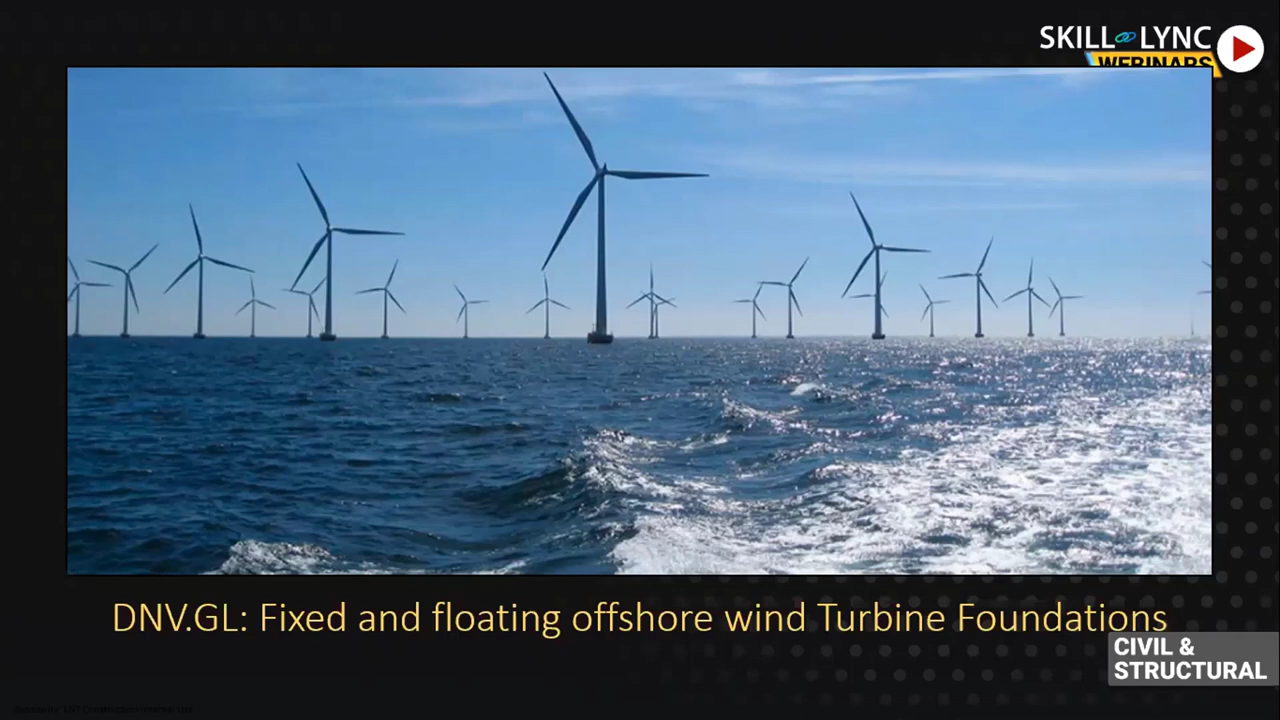 SKILL LYNC
WEBINARS
DNV.GL: Fixed and floating offshore wind Turbine Foundations
CIVIL &
STRUCTURAL